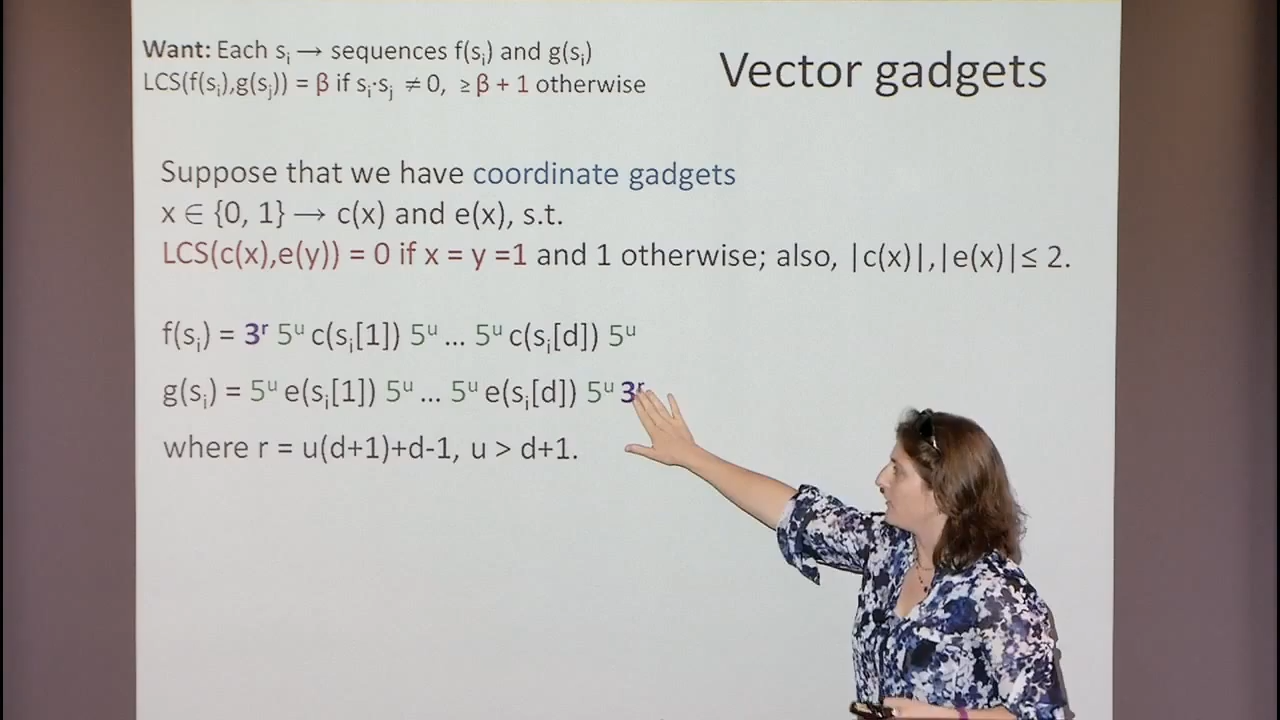 Want: Each sᵢ → sequences f(sᵢ) and g(sᵢ)
LCS(f(sᵢ),g(sⱼ)) = β if sᵢ·sⱼ ≠ 0, ≥ β + 1 otherwise
Vector gadgets
Suppose that we have coordinate gadgets
x ∈ {0, 1} → c(x) and e(x), s.t.
LCS(c(x),e(y)) = 0 if x = y =1 and 1 otherwise; also, |c(x)|,|e(x)|≤ 2.
f(sᵢ) = 3ʳ 5ᵘ c(sᵢ[1]) 5ᵘ ... 5ᵘ c(sᵢ[d]) 5ᵘ
g(sᵢ) = 5ᵘ e(sᵢ[1]) 5ᵘ ... 5ᵘ e(sᵢ[d]) 5ᵘ 3ʳ
where r = u(d+1)+d-1, u > d+1.